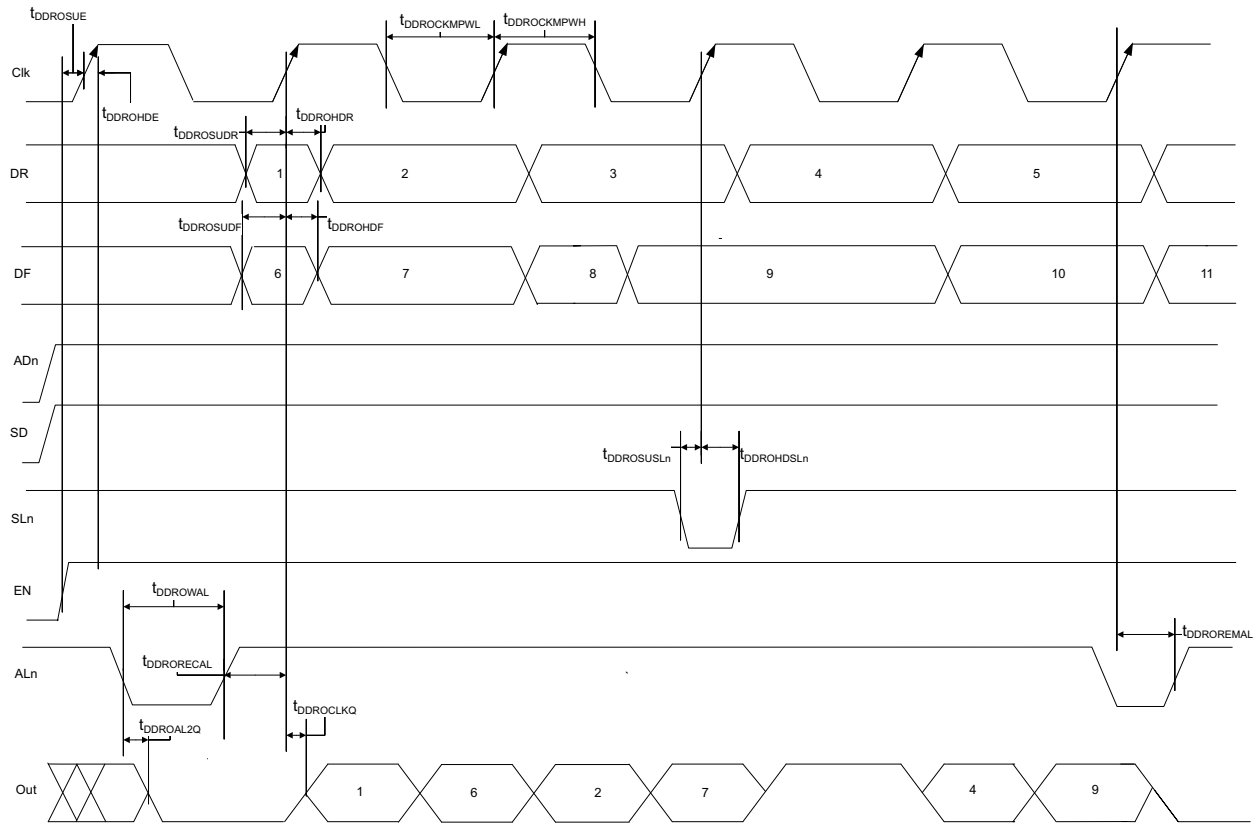 tDDROSUE
tDDROCKMPWL
tDDROCKMPWH
Clk
tDDROHDE
tDDROSUDR
tDDROHDR
DR
1
2
3
4
5
tDDROSUDF
tDDROHDF
DF
6
7
8
9
10
11
ADn
SD
tDDROSUSLn
tDDROHDSLn
SLn
EN
tDDROWAL
tDDRORECAL
tDDROREMAL
ALn
tDDROCLKQ
tDDROAL2Q
Out
1
6
2
7
4
9